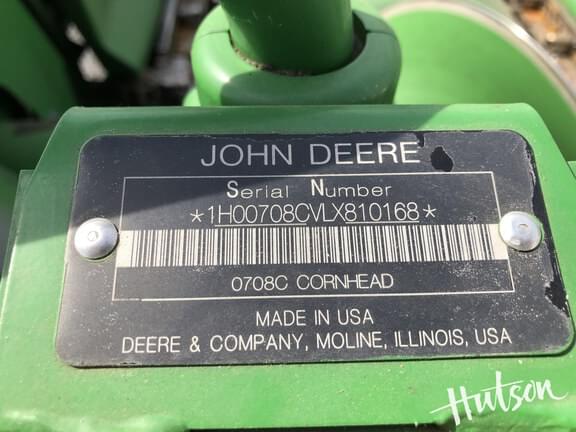 JOHN DEERE
Serial Number
*1H00708CVLX810168*
0708C CORNHEAD
MADE IN USA
DEERE & COMPANY, MOLINE, ILLINOIS, USA
Hutson